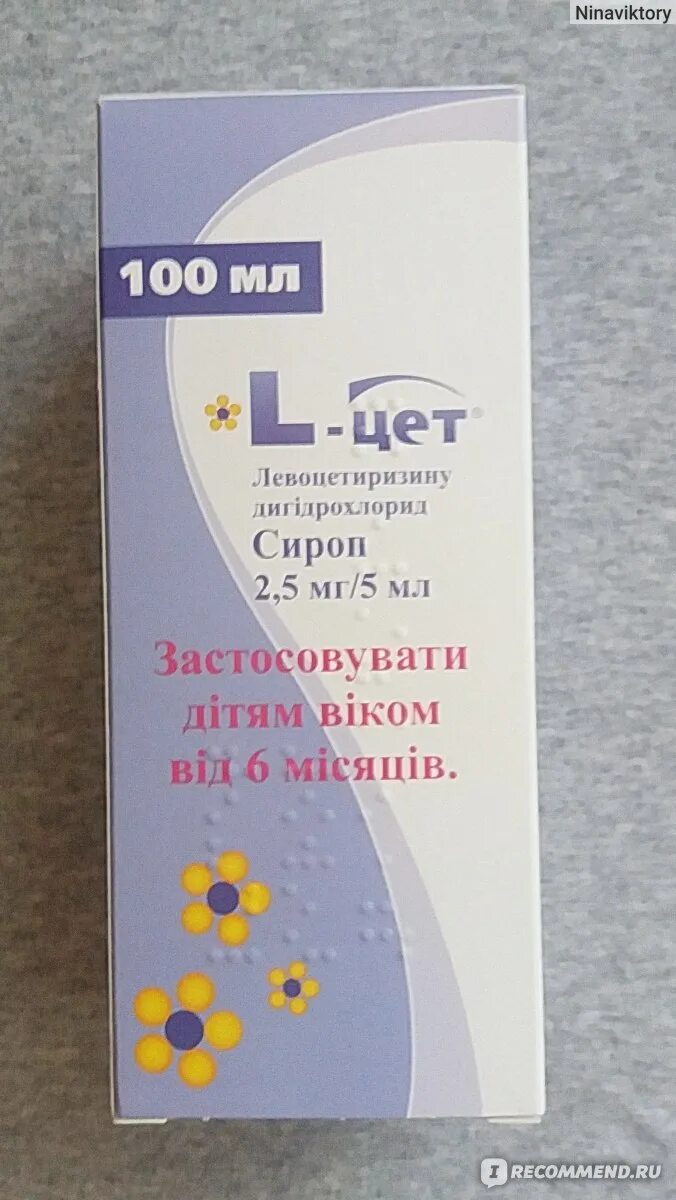 Ninaviktory
100 мл
L-цет®
Левоцетиризину
дигідрохлорид
Сироп
2,5 мг/5 мл
Застосовувати
дітям віком
від 6 місяців.
IRECOMMEND.RU